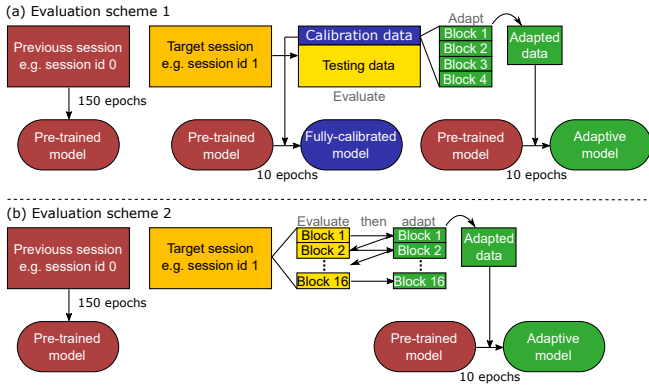 (a) Evaluation scheme 1
Previouss session
e.g. session id 0
150 epochs
Pre-trained
model
Target session
e.g. session id 1
Calibration data
Testing data
Evaluate
Adapt
Block 1
Block 2
Block 3
Block 4
Adapted
data
Pre-trained
model
10 epochs
Fully-calibrated
model
Pre-trained
model
10 epochs
Adaptive
model
(b) Evaluation scheme 2
Previouss session
e.g. session id 0
150 epochs
Pre-trained
model
Target session
e.g. session id 1
Evaluate then adapt
Block 1 Block 1
Block 2 Block 2
Block 16 Block 16
Adapted
data
Pre-trained
model
10 epochs
Adaptive
model